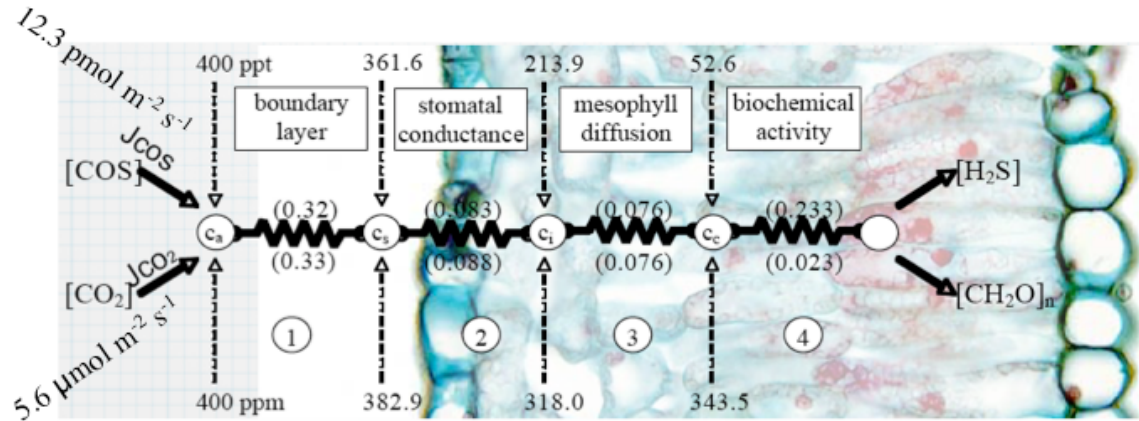 12.3 pmol m⁻² s⁻¹
400 ppt
361.6
213.9
52.6
boundary
layer
stomatal
conductance
mesophyll
diffusion
biochemical
activity
JCOS
[COS]
[H₂S]
(0.32)
(0.083)
(0.076)
(0.233)
cₐ
cₛ
cᵢ
c꜀
(0.33)
(0.088)
(0.076)
(0.023)
JCO₂
[CO₂]
[CH₂O]ₙ
5.6 µmol m⁻² s⁻¹
1
2
3
4
400 ppm
382.9
318.0
343.5